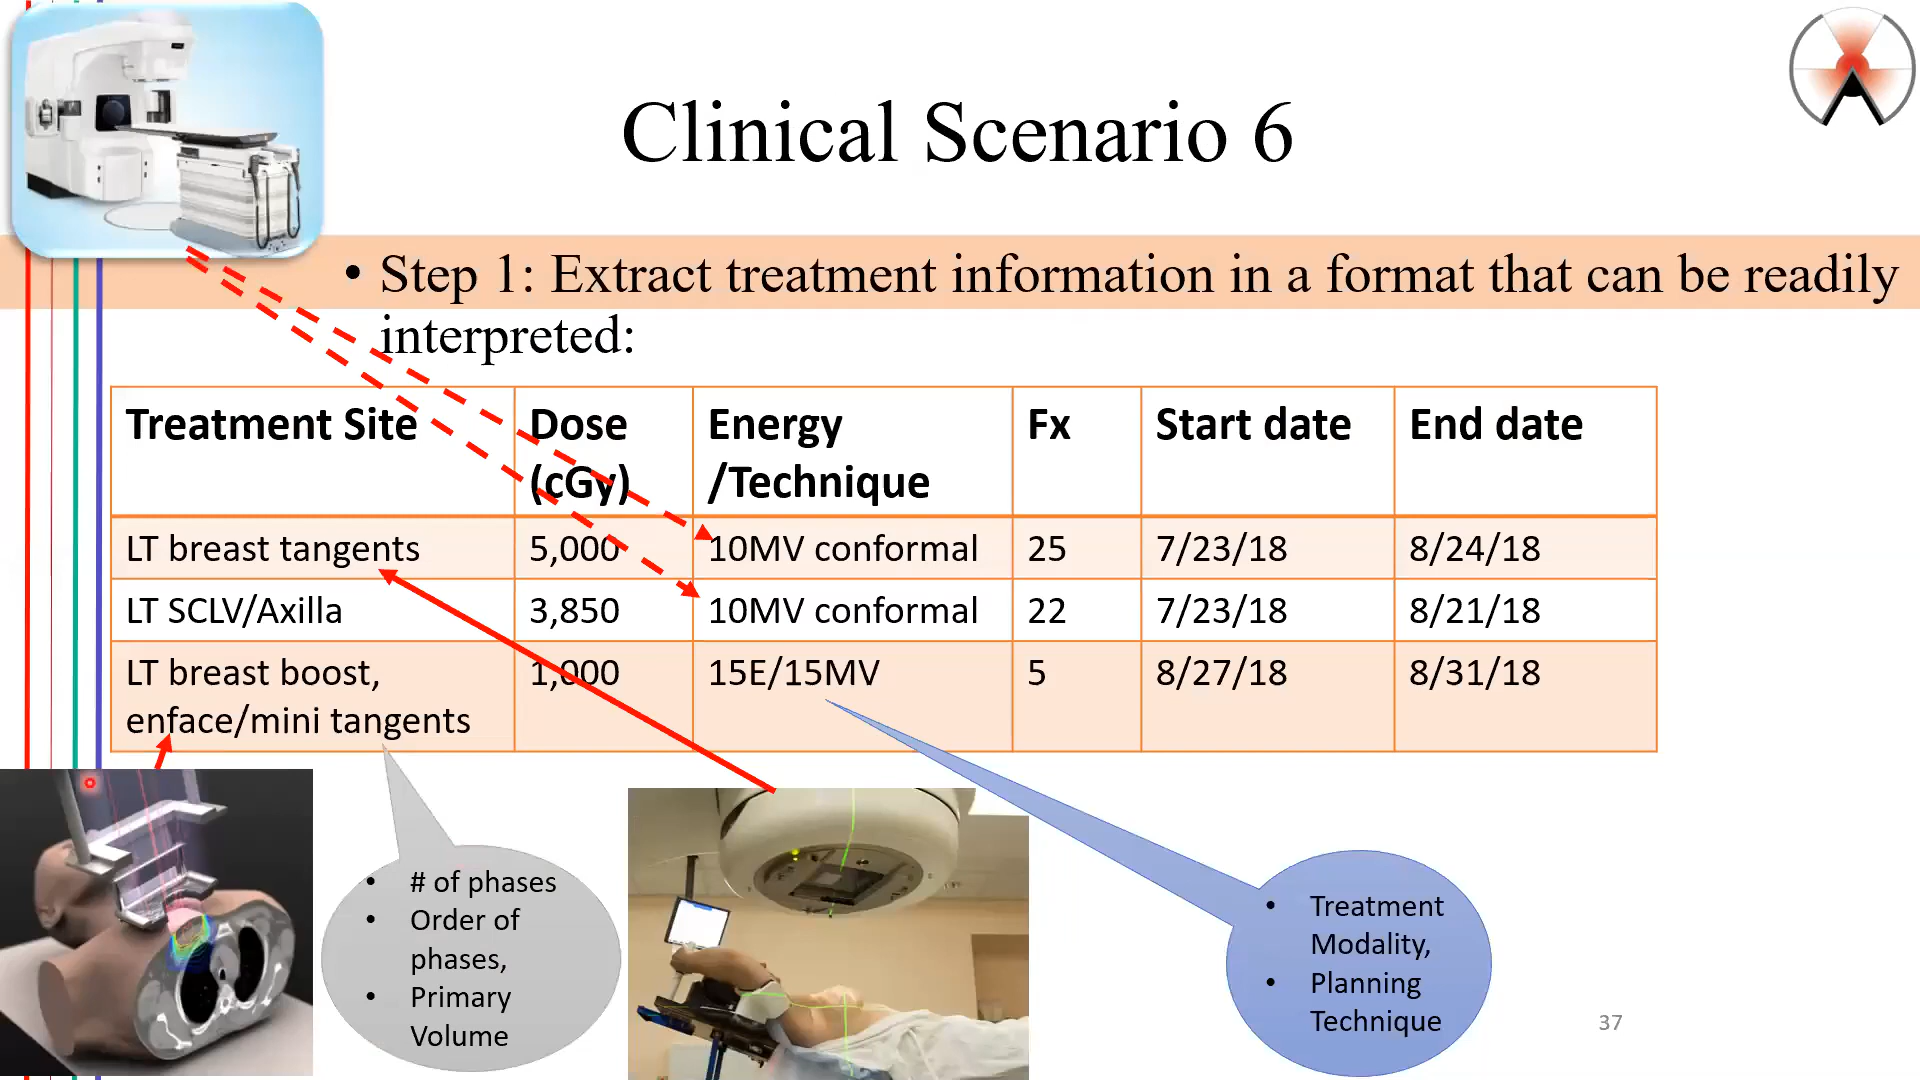 Clinical Scenario 6
• Step 1: Extract treatment information in a format that can be readily
interpreted:
Treatment Site Dose (cGy) Energy /Technique Fx Start date End date
LT breast tangents 5,000 10MV conformal 25 7/23/18 8/24/18
LT SCLV/Axilla 3,850 10MV conformal 22 7/23/18 8/21/18
LT breast boost, enface/mini tangents 1,000 15E/15MV 5 8/27/18 8/31/18
• # of phases
• Order of
phases,
• Primary
Volume
• Treatment
Modality,
• Planning
Technique
37